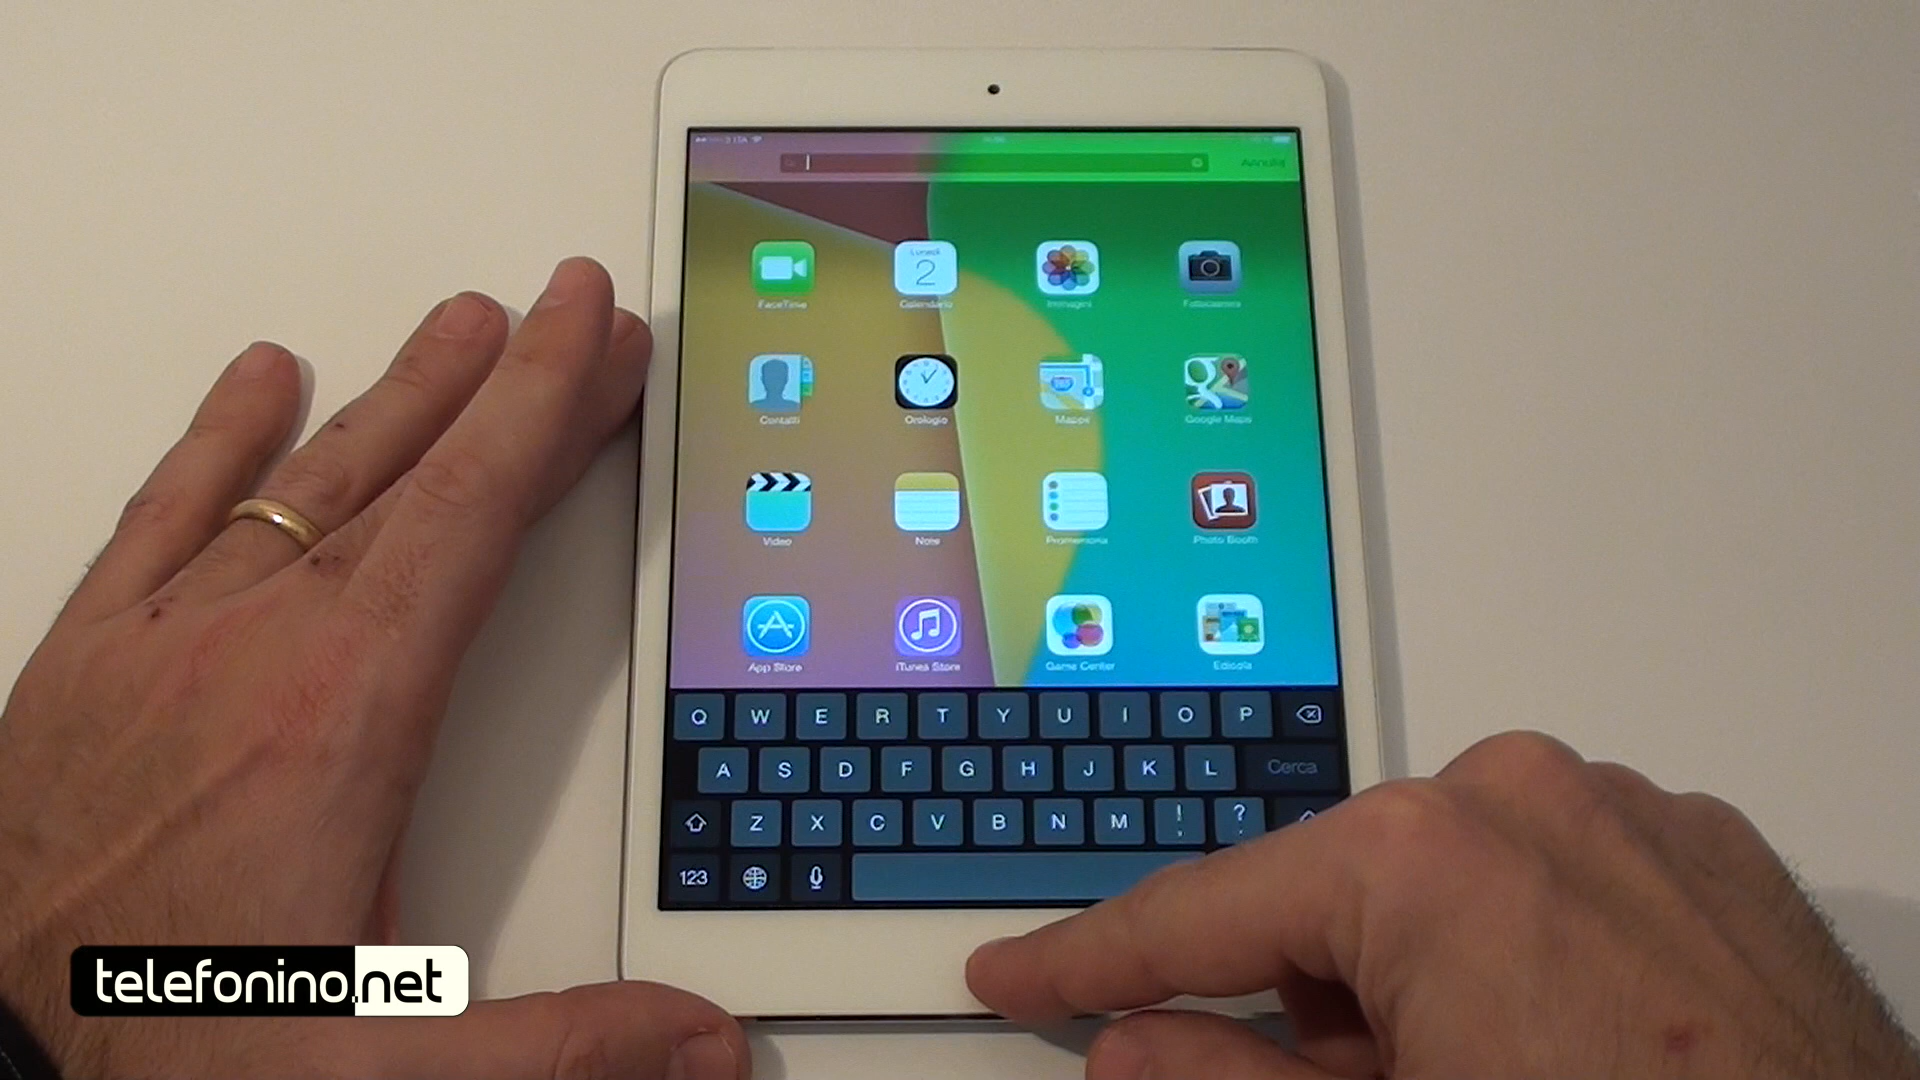 Annulla
Lunedì
2
FaceTime
Calendario
Immagini
Fotocamera
Contatti
Orologio
Mappe
Google Maps
Video
Note
Promemoria
Photo Booth
App Store
iTunes Store
Game Center
Edicola
Q W E R T Y U I O P
A S D F G H J K L Cerca
Z X C V B N M ! , ? .
123
telefonino.net